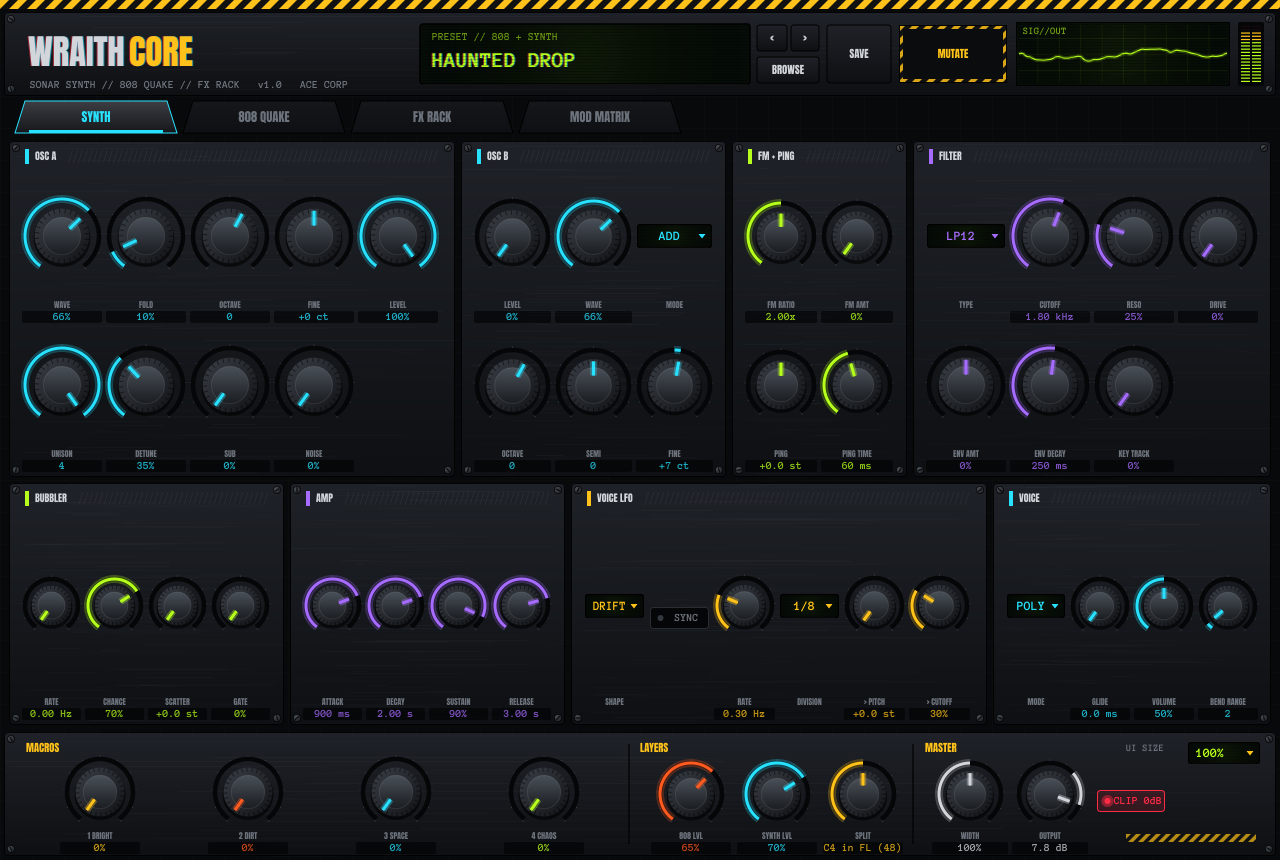 WRAITH CORE
SONAR SYNTH // 808 QUAKE // FX RACK v1.0 ACE CORP
PRESET // 808 + SYNTH
HAUNTED DROP
‹ ›
BROWSE
SAVE
MUTATE
SIG//OUT
SYNTH
808 QUAKE
FX RACK
MOD MATRIX
OSC A
WAVE FOLD OCTAVE FINE LEVEL
66% 10% 0 +0 ct 100%
UNISON DETUNE SUB NOISE
4 35% 0% 0%
OSC B
ADD
LEVEL WAVE MODE
0% 66%
OCTAVE SEMI FINE
0 0 +7 ct
FM + PING
FM RATIO FM AMT
2.00x 0%
PING PING TIME
+0.0 st 60 ms
FILTER
LP12
TYPE CUTOFF RESO DRIVE
1.80 kHz 25% 0%
ENV AMT ENV DECAY KEY TRACK
0% 250 ms 0%
BUBBLER
RATE CHANCE SCATTER GATE
0.00 Hz 70% +0.0 st 0%
AMP
ATTACK DECAY SUSTAIN RELEASE
900 ms 2.00 s 90% 3.00 s
VOICE LFO
DRIFT SYNC 1/8
SHAPE RATE DIVISION > PITCH > CUTOFF
0.30 Hz +0.0 st 30%
VOICE
POLY
MODE GLIDE VOLUME BEND RANGE
0.0 ms 50% 2
MACROS
1 BRIGHT 2 DIRT 3 SPACE 4 CHAOS
0% 0% 0% 0%
LAYERS
808 LVL SYNTH LVL SPLIT
65% 70% C4 in FL (48)
MASTER
UI SIZE 100%
CLIP 0dB
WIDTH OUTPUT
100% 7.8 dB